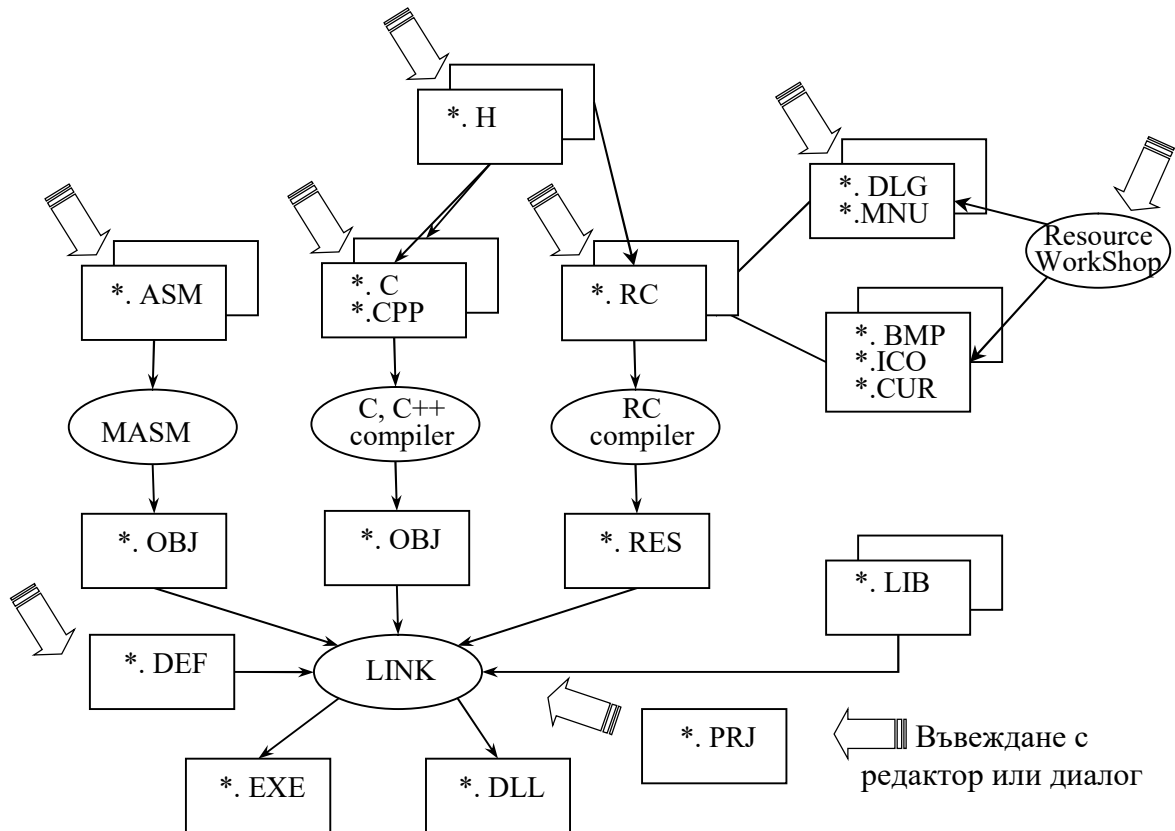 *. H
*. DLG
*.MNU
Resource
WorkShop
*. ASM
*. C
*.CPP
*. RC
*. BMP
*.ICO
*.CUR
MASM
C, C++
compiler
RC
compiler
*. OBJ
*. OBJ
*. RES
*. LIB
*. DEF
LINK
*. PRJ
Въвеждане с
редактор или диалог
*. EXE
*. DLL